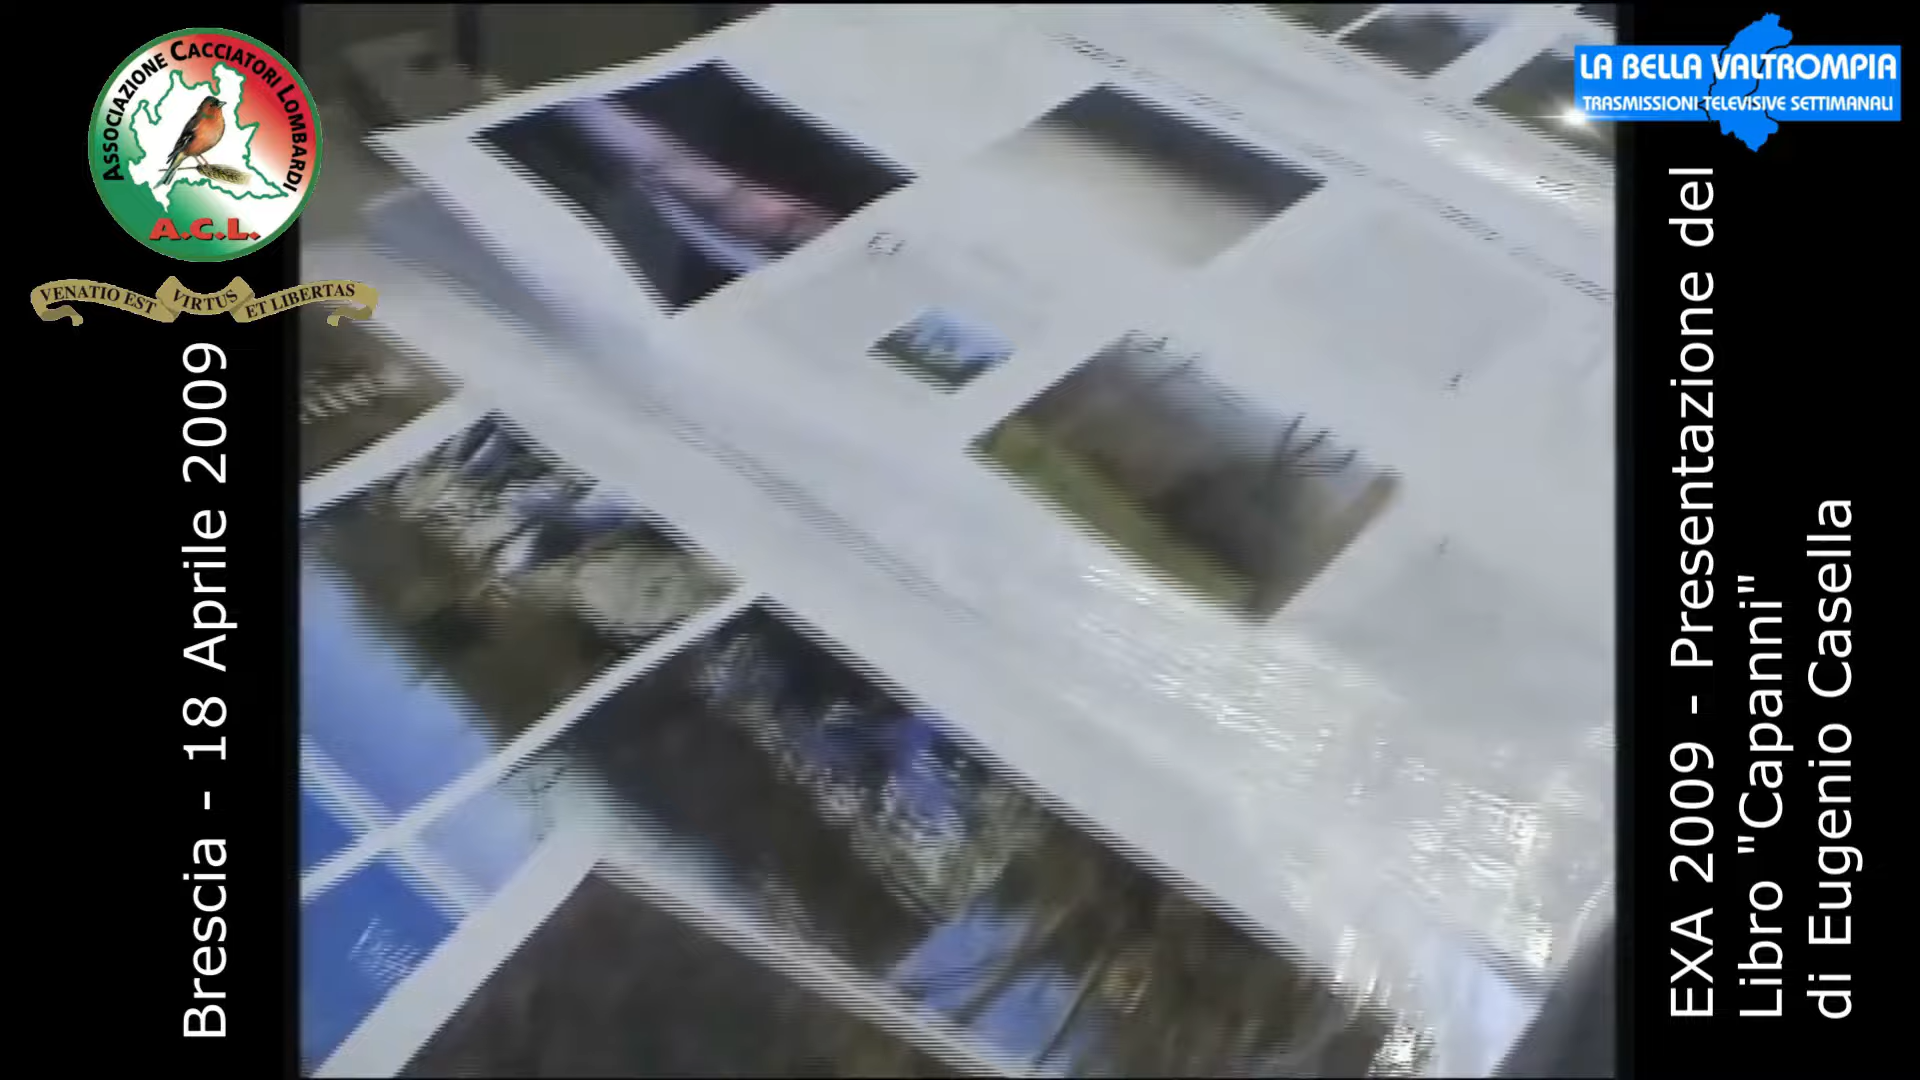 ASSOCIAZIONE CACCIATORI LOMBARDI
A.C.L.
VENATIO EST VIRTUS ET LIBERTAS
Brescia - 18 Aprile 2009
LA BELLA VALTROMPIA
TRASMISSIONI TELEVISIVE SETTIMANALI
EXA 2009 - Presentazione del
Libro "Capanni"
di Eugenio Casella